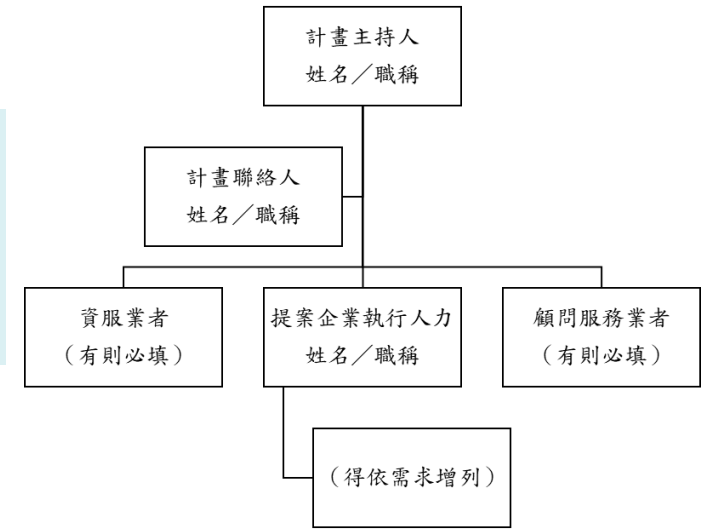 計畫主持人
姓名／職稱
計畫聯絡人
姓名／職稱
資服業者
（有則必填）
提案企業執行人力
姓名／職稱
顧問服務業者
（有則必填）
（得依需求增列）